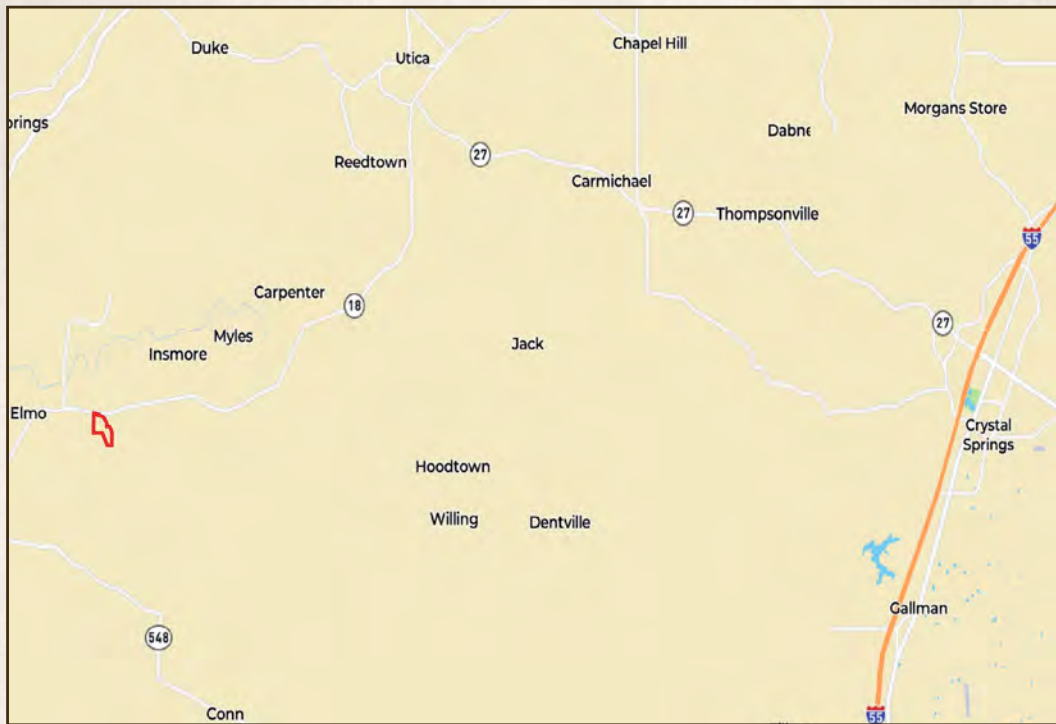 Duke
Utica
Chapel Hill
Morgans Store
prings
Dabne
Reedtown
27
Carmichael
27
Thompsonville
55
Carpenter
18
27
Myles
Insmore
Jack
Elmo
Crystal
Springs
Hoodtown
Willing
Dentville
Gallman
548
Conn
55